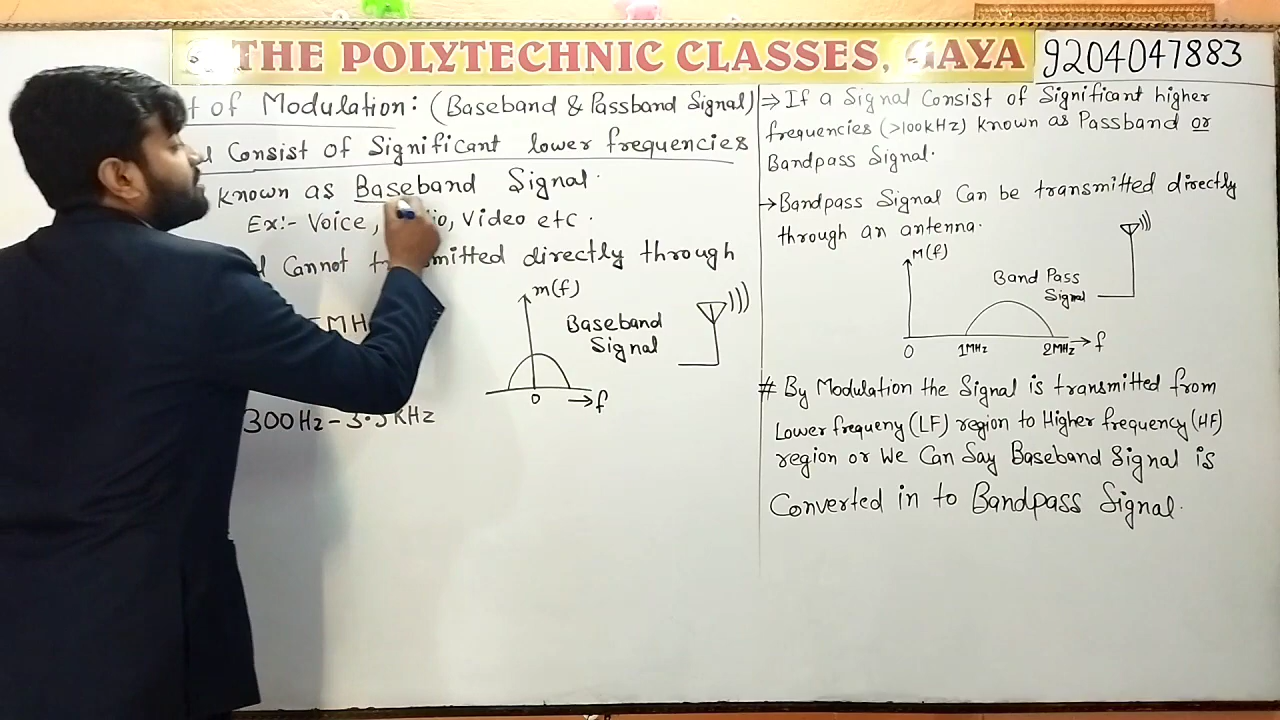 THE POLYTECHNIC CLASSES, GAYA
9204047883
of Modulation: (Baseband & Passband Signal)
Consist of Significant lower frequencies
known as Baseband Signal.
Ex:- Voice, Video etc.
Cannot directly through
300Hz - 3.5KHz
m(f)
Baseband
Signal
0
f
⇒ If a Signal Consist of Significant higher
frequencies (>100kHz) known as Passband or
Bandpass Signal.
→ Bandpass Signal Can be transmitted directly
through an antenna.
M(f)
Band Pass
Signal
0 1MHz 2MHz f
# By Modulation the Signal is transmitted from
Lower frequeny (LF) region to Higher frequency (HF)
region or We Can Say Baseband Signal is
Converted in to Bandpass Signal.